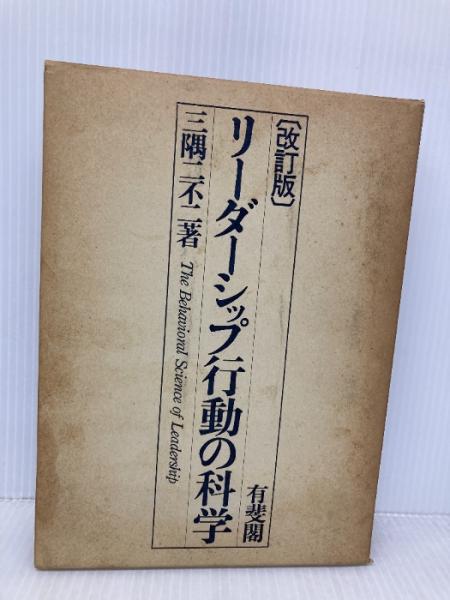 〔改訂版〕
リーダーシップ行動の科学
三隅二不二著
The Behavioral Science of Leadership
有斐閣